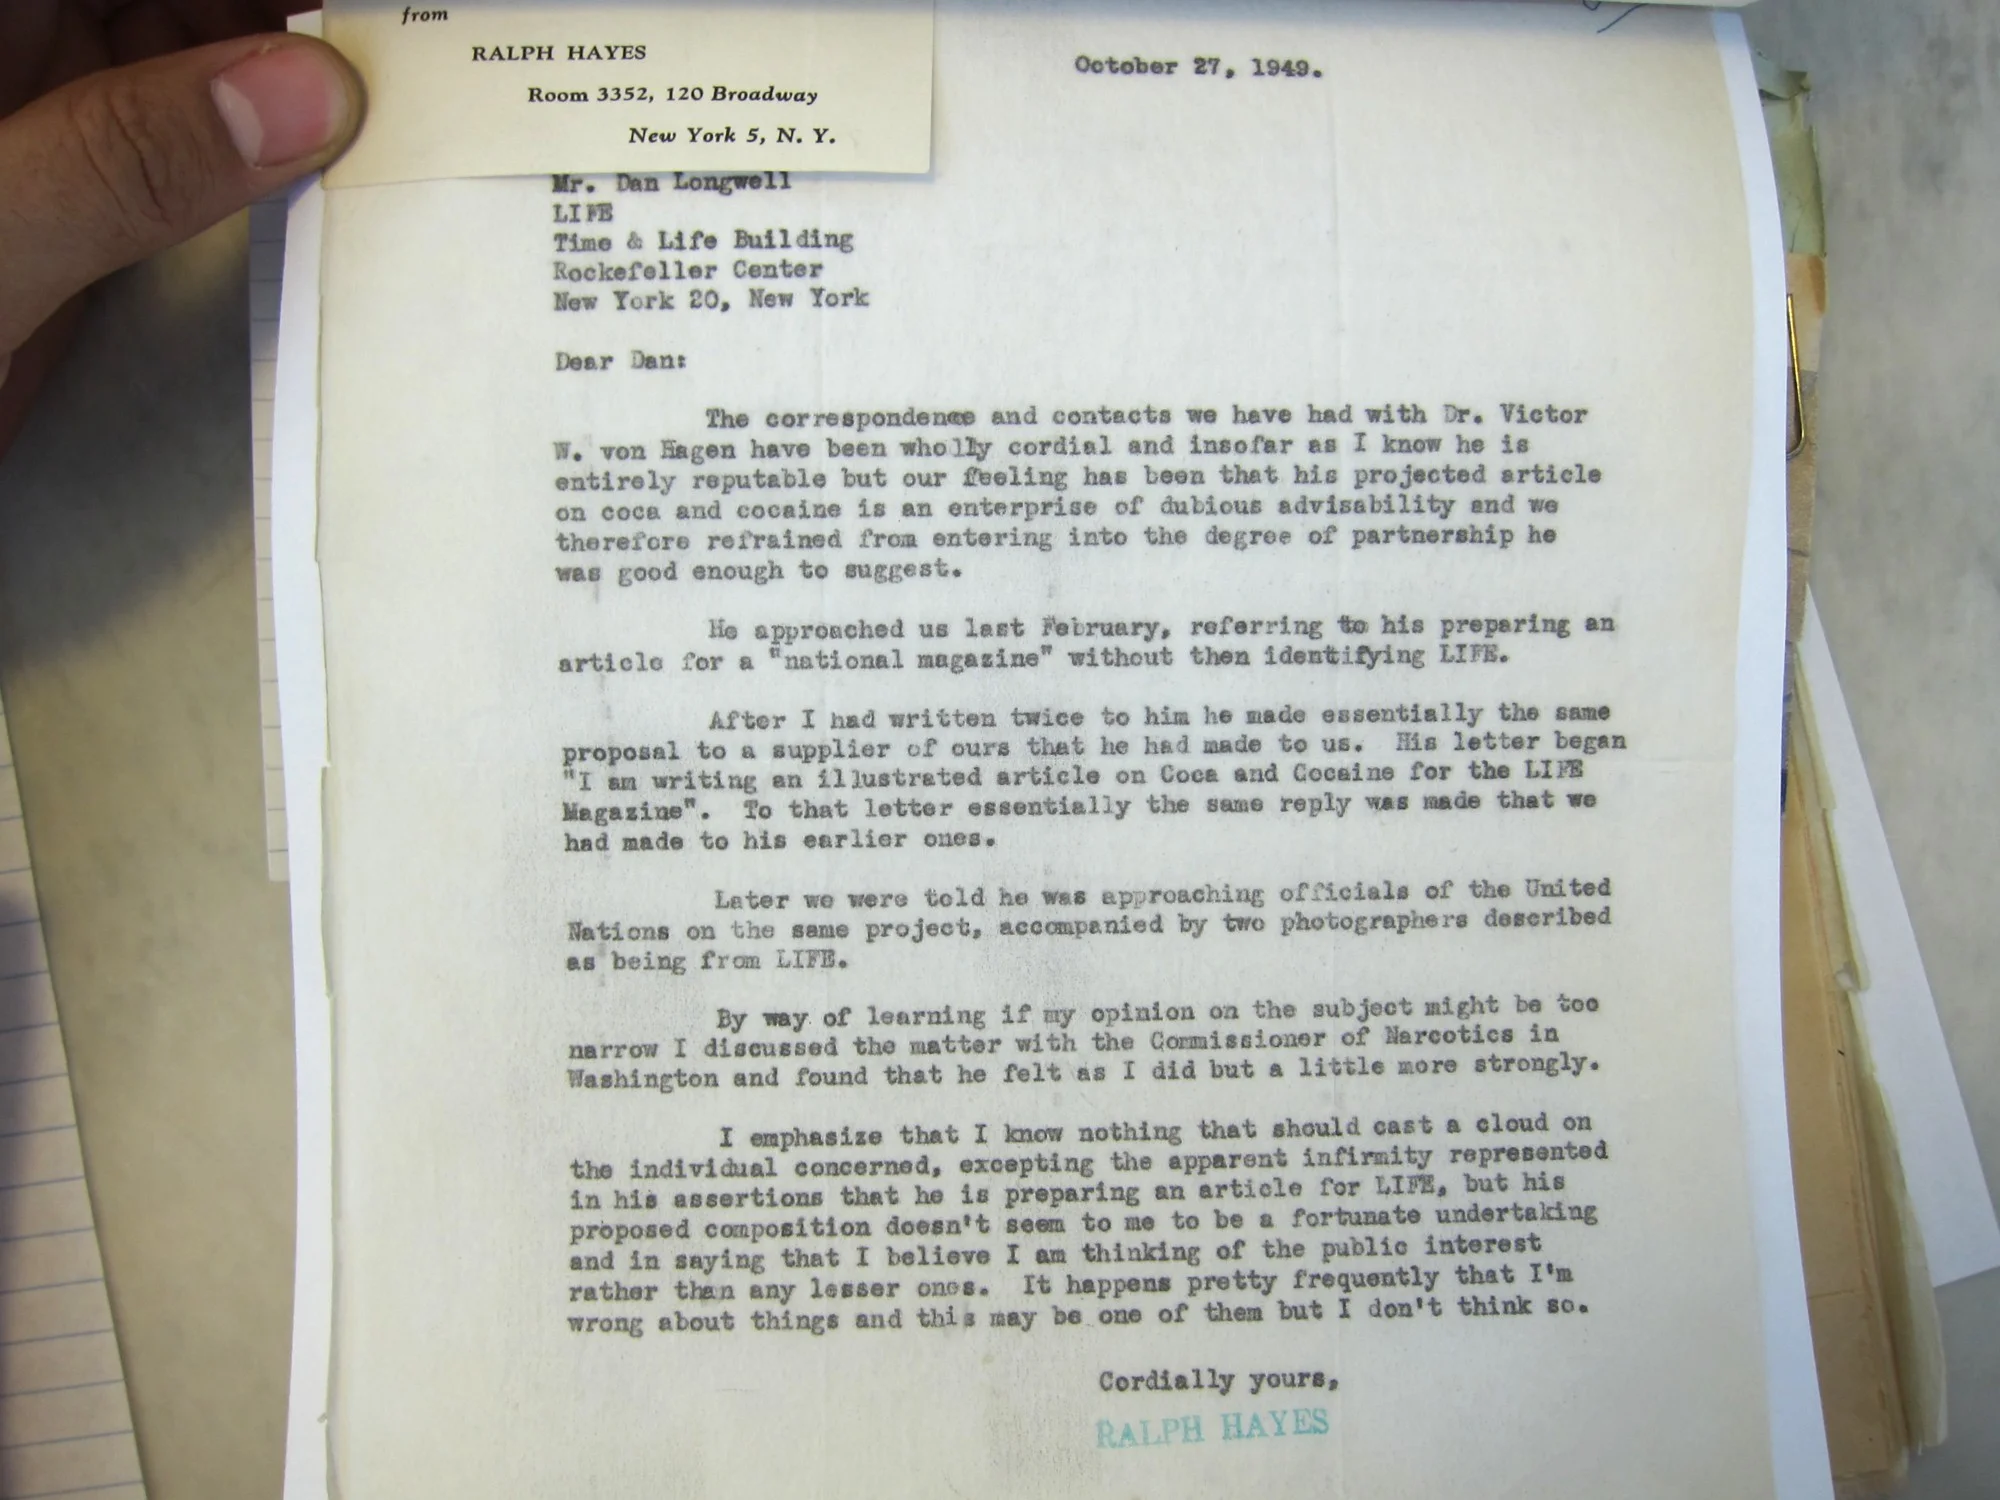 from
RALPH HAYES
Room 3352, 120 Broadway
New York 5, N. Y.
October 27, 1949.
Mr. Dan Longwell
LIFE
Time & Life Building
Rockefeller Center
New York 20, New York
Dear Dan:
The correspondence and contacts we have had with Dr. Victor
W. von Hagen have been wholly cordial and insofar as I know he is
entirely reputable but our feeling has been that his projected article
on coca and cocaine is an enterprise of dubious advisability and we
therefore refrained from entering into the degree of partnership he
was good enough to suggest.
He approached us last February, referring to his preparing an
article for a "national magazine" without then identifying LIFE.
After I had written twice to him he made essentially the same
proposal to a supplier of ours that he had made to us. His letter began
"I am writing an illustrated article on Coca and Cocaine for the LIFE
Magazine". To that letter essentially the same reply was made that we
had made to his earlier ones.
Later we were told he was approaching officials of the United
Nations on the same project, accompanied by two photographers described
as being from LIFE.
By way of learning if my opinion on the subject might be too
narrow I discussed the matter with the Commissioner of Narcotics in
Washington and found that he felt as I did but a little more strongly.
I emphasize that I know nothing that should cast a cloud on
the individual concerned, excepting the apparent infirmity represented
in his assertions that he is preparing an article for LIFE, but his
proposed composition doesn't seem to me to be a fortunate undertaking
and in saying that I believe I am thinking of the public interest
rather than any lesser ones. It happens pretty frequently that I'm
wrong about things and this may be one of them but I don't think so.
Cordially yours,
RALPH HAYES